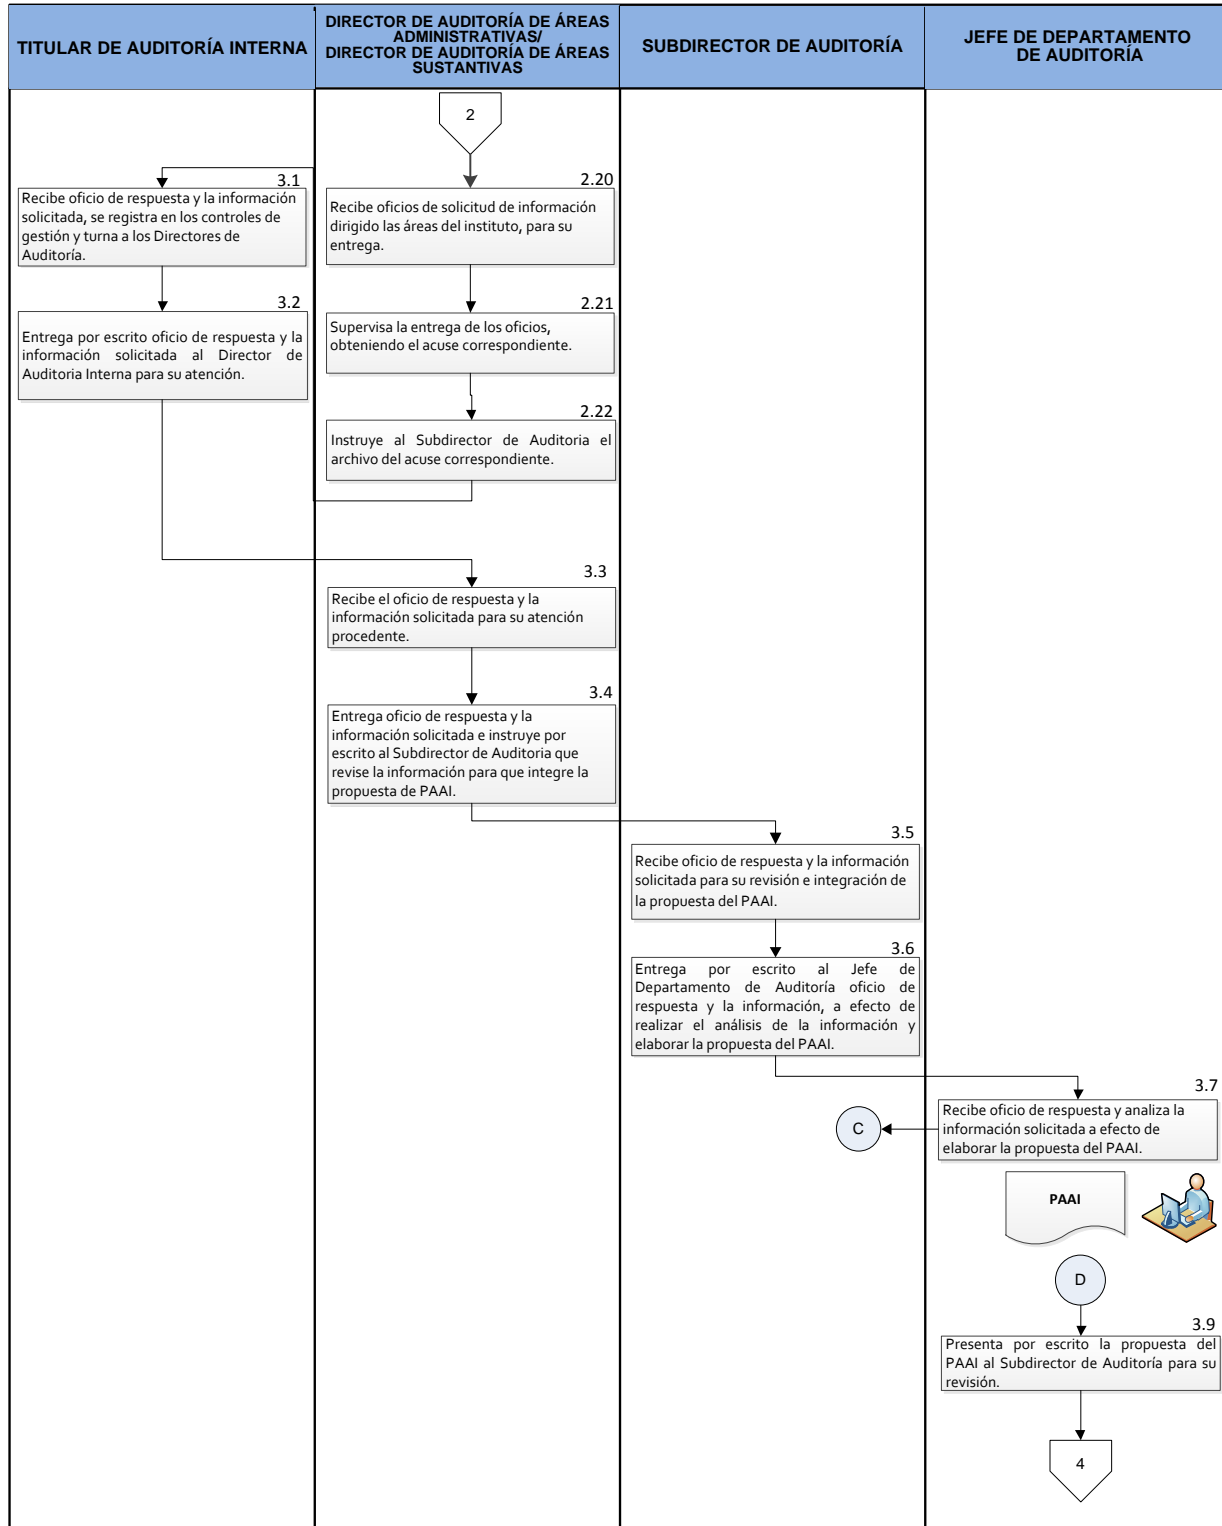 TITULAR DE AUDITORÍA INTERNA
DIRECTOR DE AUDITORÍA DE ÁREAS
ADMINISTRATIVAS/
DIRECTOR DE AUDITORÍA DE ÁREAS
SUSTANTIVAS
SUBDIRECTOR DE AUDITORÍA
JEFE DE DEPARTAMENTO
DE AUDITORÍA
2
2.20
Recibe oficios de solicitud de información
dirigido las áreas del instituto, para su
entrega.
2.21
Supervisa la entrega de los oficios,
obteniendo el acuse correspondiente.
2.22
Instruye al Subdirector de Auditoria el
archivo del acuse correspondiente.
3.1
Recibe oficio de respuesta y la información
solicitada, se registra en los controles de
gestión y turna a los Directores de
Auditoría.
3.2
Entrega por escrito oficio de respuesta y la
información solicitada al Director de
Auditoria Interna para su atención.
3.3
Recibe el oficio de respuesta y la
información solicitada para su atención
procedente.
3.4
Entrega oficio de respuesta y la
información solicitada e instruye por
escrito al Subdirector de Auditoria que
revise la información para que integre la
propuesta de PAAI.
3.5
Recibe oficio de respuesta y la información
solicitada para su revisión e integración de
la propuesta del PAAI.
3.6
Entrega por escrito al Jefe de
Departamento de Auditoría oficio de
respuesta y la información, a efecto de
realizar el análisis de la información y
elaborar la propuesta del PAAI.
3.7
Recibe oficio de respuesta y analiza la
información solicitada a efecto de
elaborar la propuesta del PAAI.
C
PAAI
D
3.9
Presenta por escrito la propuesta del
PAAI al Subdirector de Auditoría para su
revisión.
4